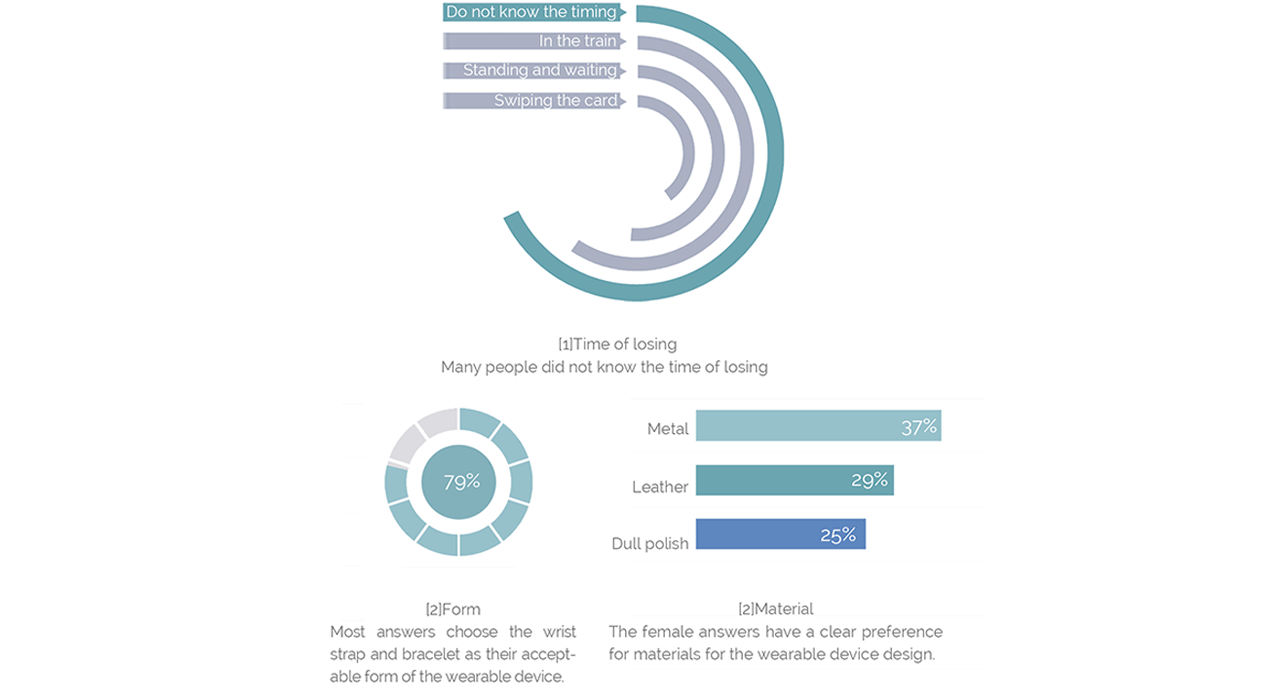 Do not know the timing
In the train
Standing and waiting
Swiping the card
[1]Time of losing
Many people did not know the time of losing
79%
Metal
37%
Leather
29%
Dull polish
25%
[2]Form
Most answers choose the wrist
strap and bracelet as their accept-
able form of the wearable device.
[2]Material
The female answers have a clear preference
for materials for the wearable device design.